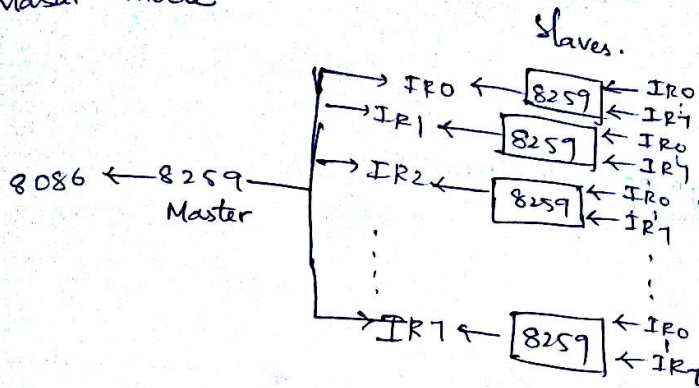 Slaves.
IR0 8259 IR0
IR7
IR1 8259 IR0
IR7
8086 8259 IR2 8259 IR0
Master IR7
IR7 8259 IR0
IR7